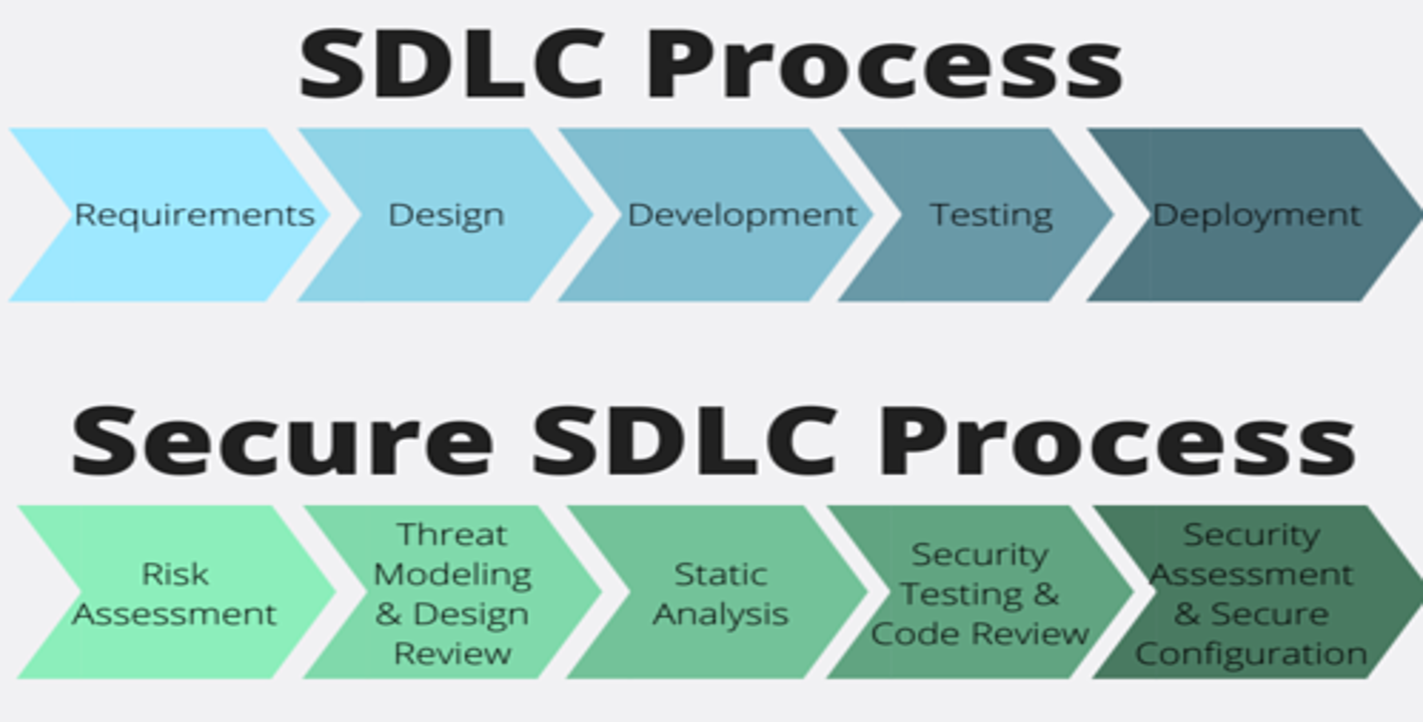 SDLC Process
Requirements
Design
Development
Testing
Deployment
Secure SDLC Process
Risk
Assessment
Threat
Modeling
& Design
Review
Static
Analysis
Security
Testing &
Code Review
Security
Assessment
& Secure
Configuration